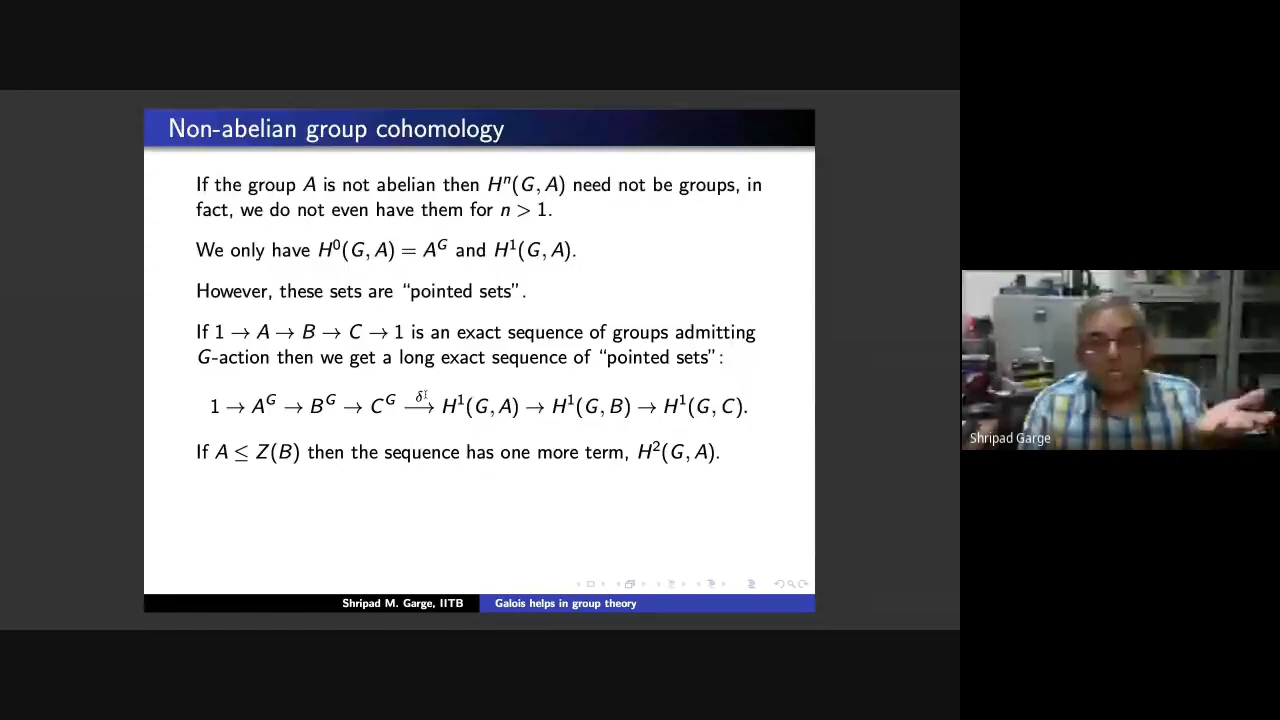 Non-abelian group cohomology
If the group A is not abelian then Hⁿ(G, A) need not be groups, in
fact, we do not even have them for n > 1.
We only have H⁰(G, A) = Aᴳ and H¹(G, A).
However, these sets are “pointed sets”.
If 1 → A → B → C → 1 is an exact sequence of groups admitting
G-action then we get a long exact sequence of “pointed sets”:
1 → Aᴳ → Bᴳ → Cᴳ —δ→ H¹(G, A) → H¹(G, B) → H¹(G, C).
If A ≤ Z(B) then the sequence has one more term, H²(G, A).
Shripad M. Garge, IITB
Galois helps in group theory
Shripad Garge